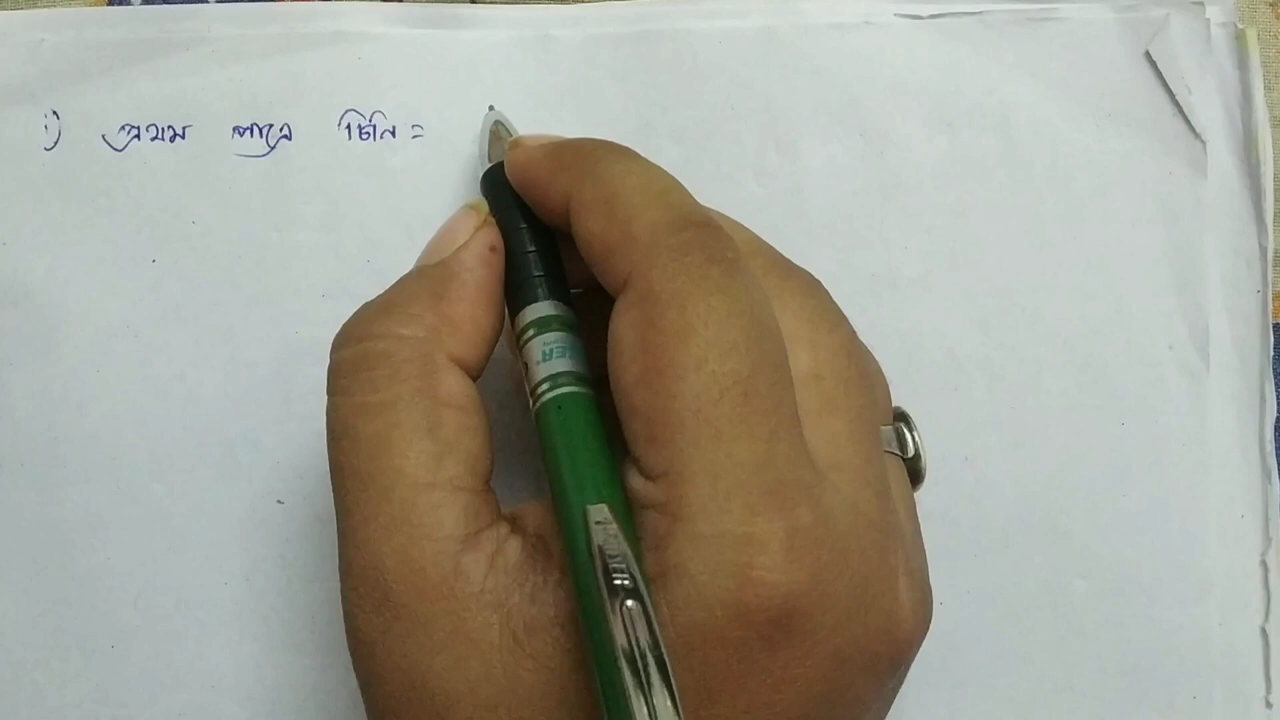 i) প্রথম পাত্রে চিনি =